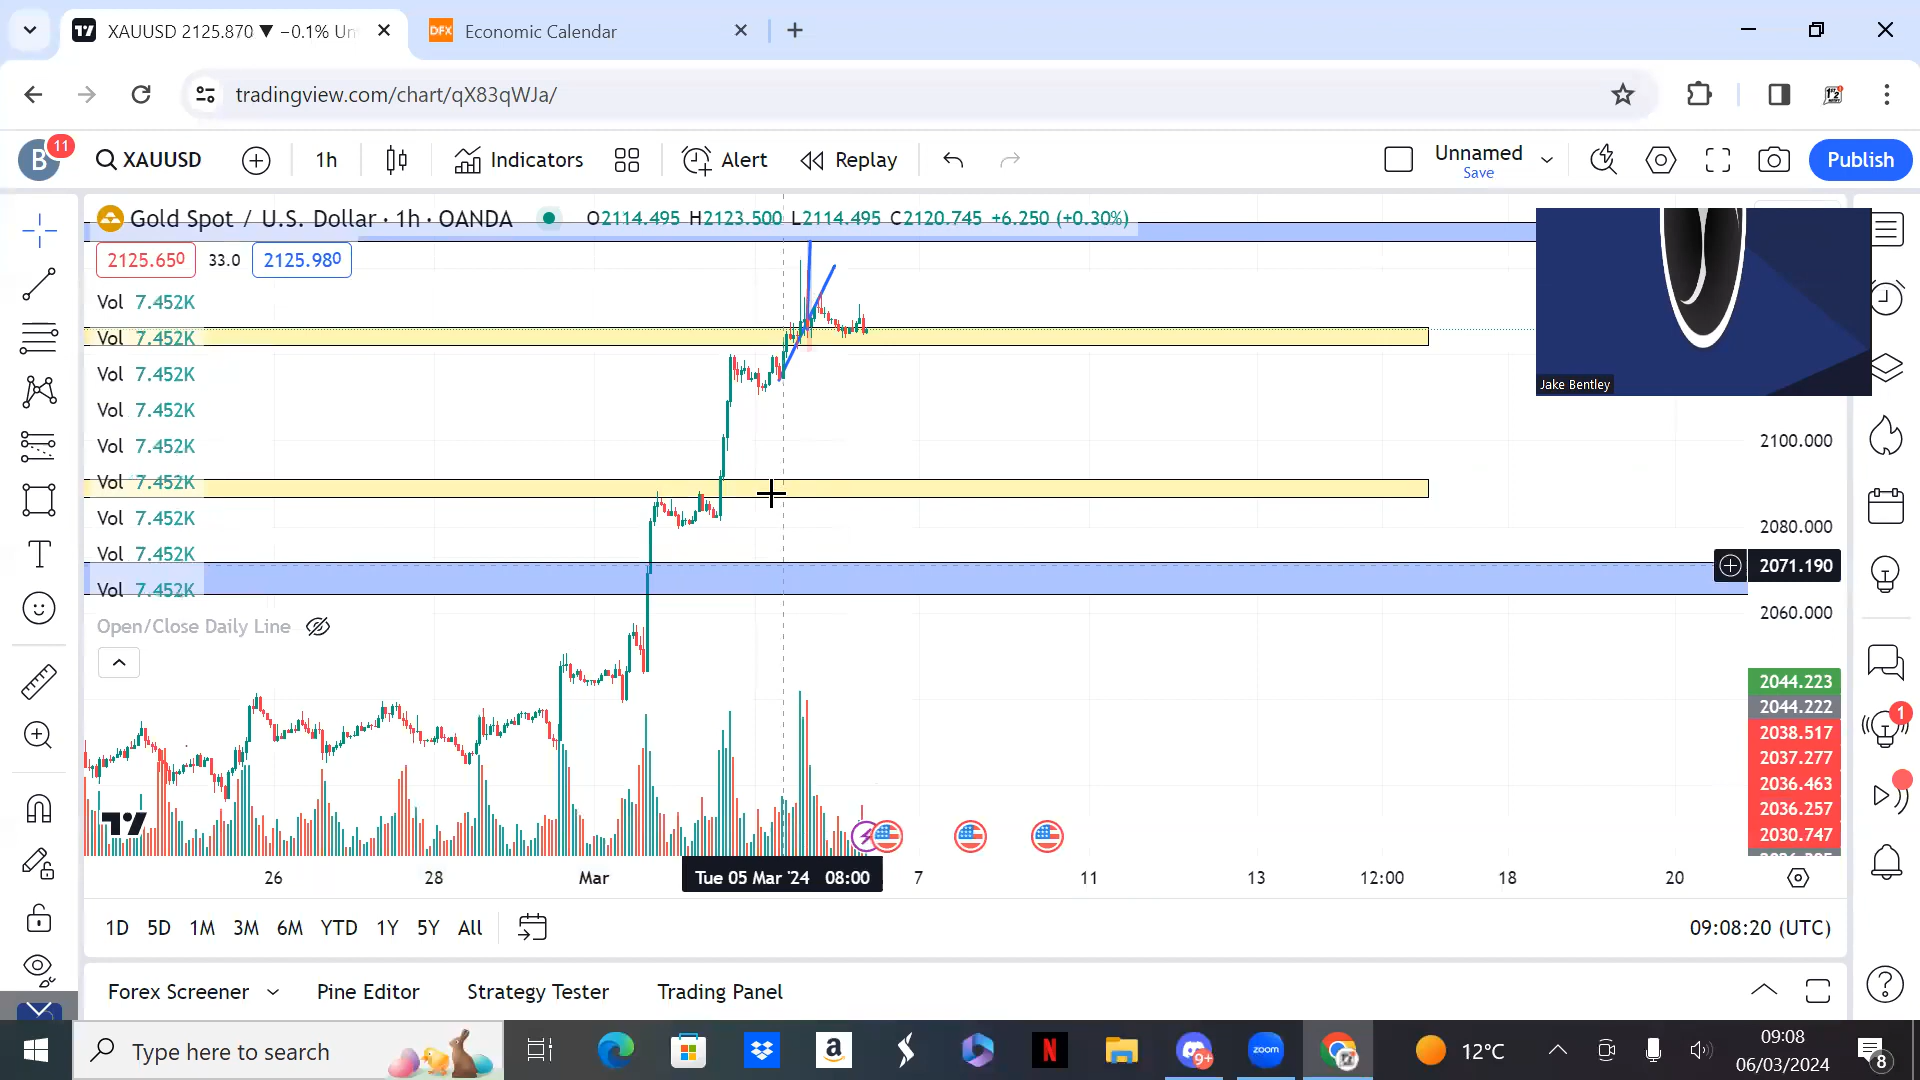 XAUUSD 2125.870 ▼ −0.1% Un
DFX Economic Calendar
tradingview.com/chart/qX83qWJa/
B 11 XAUUSD 1h Indicators Alert Replay Unnamed Save Publish
Gold Spot / U.S. Dollar · 1h · OANDA O2114.495 H2123.500 L2114.495 C2120.745 +6.250 (+0.30%)
2125.650 33.0 2125.980
Vol 7.452K
Vol 7.452K
Vol 7.452K
Vol 7.452K
Vol 7.452K
Vol 7.452K
Vol 7.452K
Vol 7.452K
Vol 7.452K
Open/Close Daily Line
Jake Bentley
2100.000
2080.000
2071.190
2060.000
2044.223
2044.222
2038.517
2037.277
2036.463
2036.257
2030.747
1
26 28 Mar Tue 05 Mar '24 08:00 7 11 13 12:00 18 20
1D 5D 1M 3M 6M YTD 1Y 5Y All 09:08:20 (UTC)
Forex Screener Pine Editor Strategy Tester Trading Panel
Type here to search
9+
zoom
12°C
09:08
06/03/2024
8